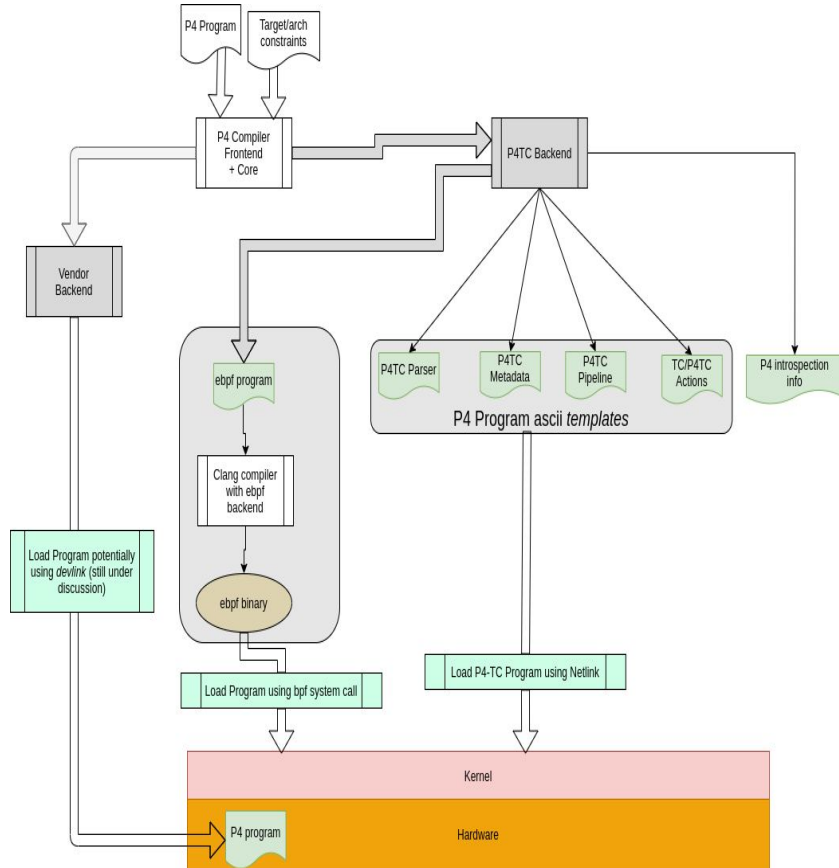 P4 Program
Target/arch
constraints
P4 Compiler
Frontend
+ Core
P4TC Backend
Vendor
Backend
ebpf program
P4TC Parser
P4TC
Metadata
P4TC
Pipeline
TC/P4TC
Actions
P4 introspection
info
P4 Program ascii templates
Clang compiler
with ebpf
backend
Load Program potentially
using devlink (still under
discussion)
ebpf binary
Load Program using bpf system call
Load P4-TC Program using Netlink
Kernel
P4 program
Hardware